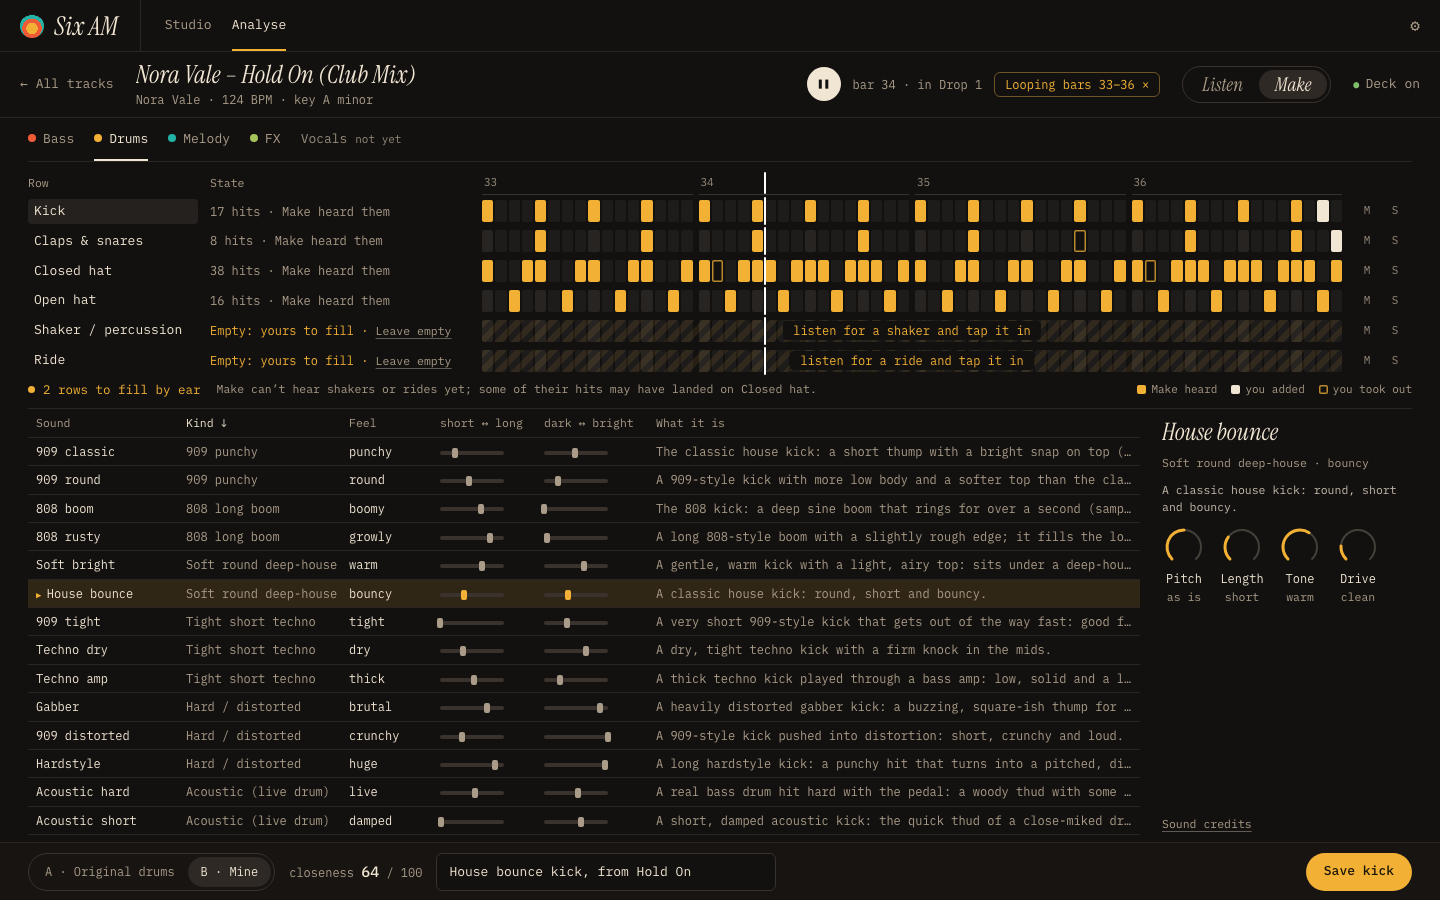 Six AM
Studio
Analyse
← All tracks
Nora Vale – Hold On (Club Mix)
Nora Vale · 124 BPM · key A minor
bar 34 · in Drop 1
Looping bars 33–36 ×
Listen
Make
Deck on
Bass
Drums
Melody
FX
Vocals not yet
Row
State
33
34
35
36
Kick
17 hits · Make heard them
M S
Claps & snares
8 hits · Make heard them
M S
Closed hat
38 hits · Make heard them
M S
Open hat
16 hits · Make heard them
M S
Shaker / percussion
Empty: yours to fill · Leave empty
listen for a shaker and tap it in
M S
Ride
Empty: yours to fill · Leave empty
listen for a ride and tap it in
M S
2 rows to fill by ear
Make can’t hear shakers or rides yet; some of their hits may have landed on Closed hat.
Make heard
you added
you took out
Sound Kind ↓ Feel short ↔ long dark ↔ bright What it is
909 classic 909 punchy punchy The classic house kick: a short thump with a bright snap on top (…
909 round 909 punchy round A 909-style kick with more low body and a softer top than the cla…
808 boom 808 long boom boomy The 808 kick: a deep sine boom that rings for over a second (samp…
808 rusty 808 long boom growly A long 808-style boom with a slightly rough edge; it fills the lo…
Soft bright Soft round deep-house warm A gentle, warm kick with a light, airy top: sits under a deep-hou…
▸ House bounce Soft round deep-house bouncy A classic house kick: round, short and bouncy.
909 tight Tight short techno tight A very short 909-style kick that gets out of the way fast: good f…
Techno dry Tight short techno dry A dry, tight techno kick with a firm knock in the mids.
Techno amp Tight short techno thick A thick techno kick played through a bass amp: low, solid and a l…
Gabber Hard / distorted brutal A heavily distorted gabber kick: a buzzing, square-ish thump for …
909 distorted Hard / distorted crunchy A 909-style kick pushed into distortion: short, crunchy and loud.
Hardstyle Hard / distorted huge A long hardstyle kick: a punchy hit that turns into a pitched, di…
Acoustic hard Acoustic (live drum) live A real bass drum hit hard with the pedal: a woody thud with some …
Acoustic short Acoustic (live drum) damped A short, damped acoustic kick: the quick thud of a close-miked dr…
House bounce
Soft round deep-house · bouncy
A classic house kick: round, short
and bouncy.
Pitch Length Tone Drive
as is short warm clean
Sound credits
A · Original drums
B · Mine
closeness 64 / 100
House bounce kick, from Hold On
Save kick